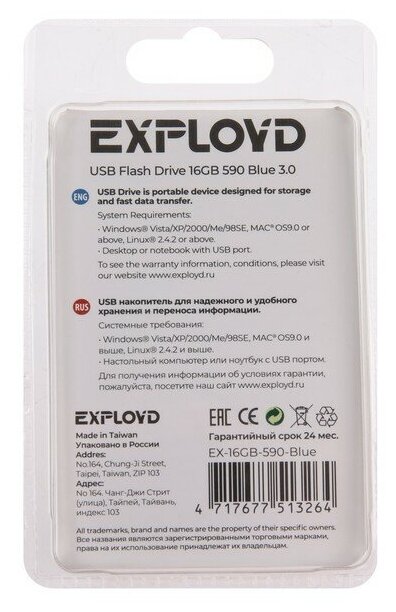 EXPLOYD
USB Flash Drive 16GB 590 Blue 3.0
ENG
USB Drive is portable device designed for storage
and fast data transfer.
System Requirements:
• Windows® Vista/XP/2000/Me/98SE, MAC® OS9.0 or
above, Linux® 2.4.2 or above.
• Desktop or notebook with USB port.
To see the warranty information, conditions, please visit
our website www.exployd.ru
RUS
USB накопитель для надежного и удобного
хранения и переноса информации.
Системные требования:
• Windows® Vista/XP/2000/Me/98SE, MAC® OS9.0 и
выше, Linux® 2.4.2 и выше.
• Настольный компьютер или ноутбук с USB портом.
Для получения информации об условиях гарантии,
пожалуйста, посетите наш сайт www.exployd.ru
EXPLOYD
Made in Taiwan
Упаковано в России
Addres:
No.164, Chung-Ji Street,
Taipei, Taiwan, ZIP 103
Адрес:
No 164. Чанг-Джи Стрит
(улица), Тайпей, Тайвань,
индекс 103
EAC CE
Гарантийный срок 24 мес.
EX-16GB-590-Blue
4 717677 513264
All trademarks, brand and names are the property of their specific owners.
Все названия являются зарегистрированными торговыми марками,
права на их использование принадлежат их владельцам.